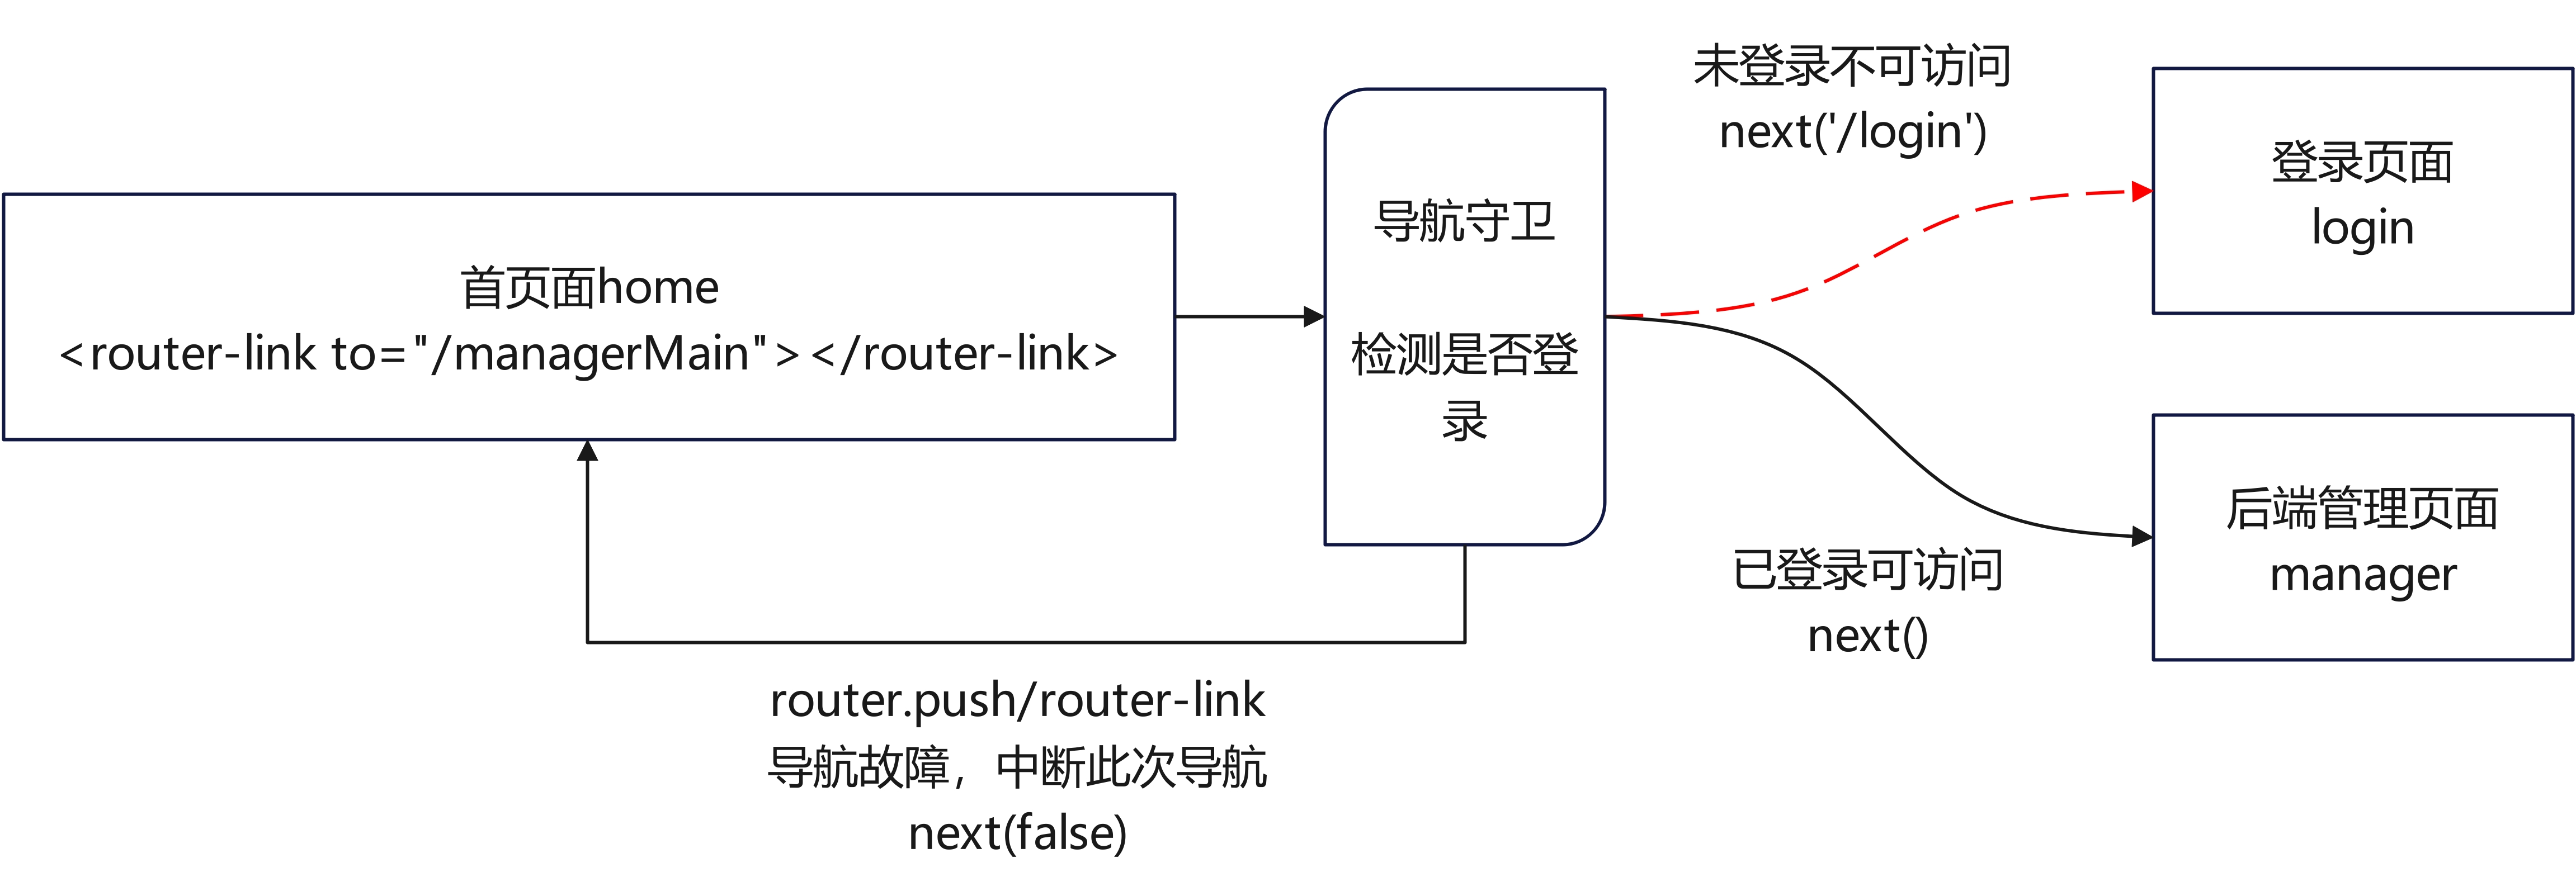 首页面home
<router-link to="/managerMain"></router-link>
导航守卫
检测是否登
录
未登录不可访问
next('/login')
登录页面
login
已登录可访问
next()
后端管理页面
manager
router.push/router-link
导航故障，中断此次导航
next(false)